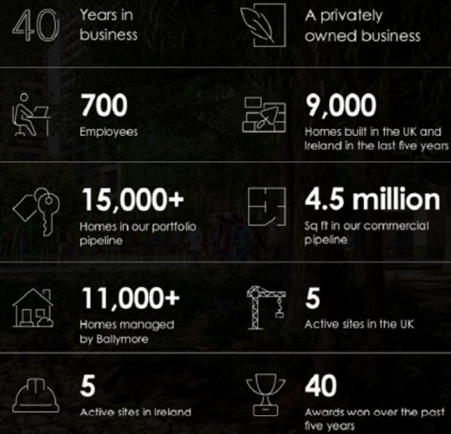 40
Years in
business
A privately
owned business
700
Employees
9,000
Homes built in the UK and
Ireland in the last five years
15,000+
Homes in our portfolio
pipeline
4.5 million
Sq ft in our commercial
pipeline
11,000+
Homes managed
by Ballymore
5
Active sites in the UK
5
Active sites in Ireland
40
Awards won over the past
five years